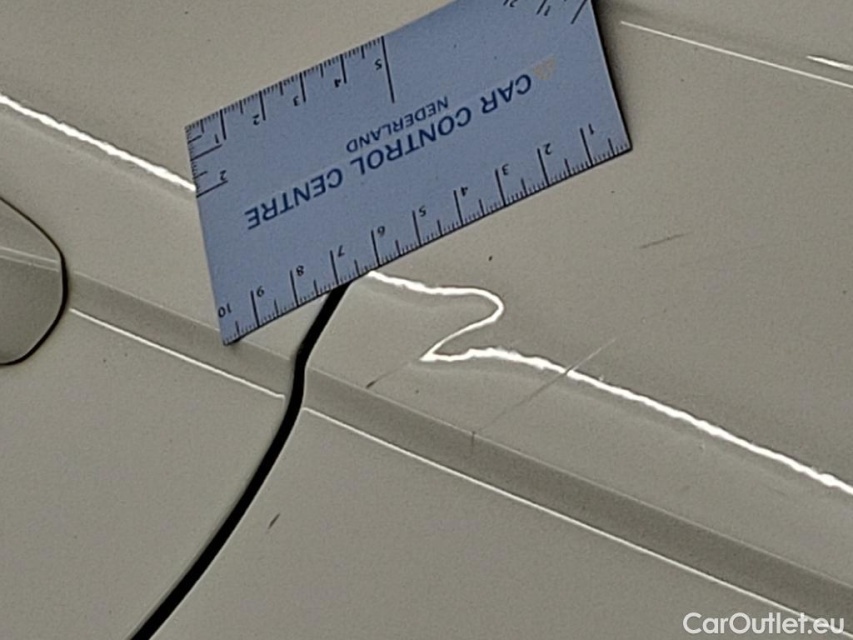 1 2 3 4 5 6 7 8 9 10
CAR CONTROL CENTRE
NEDERLAND
2
5 4 3 2 1
CarOutlet.eu